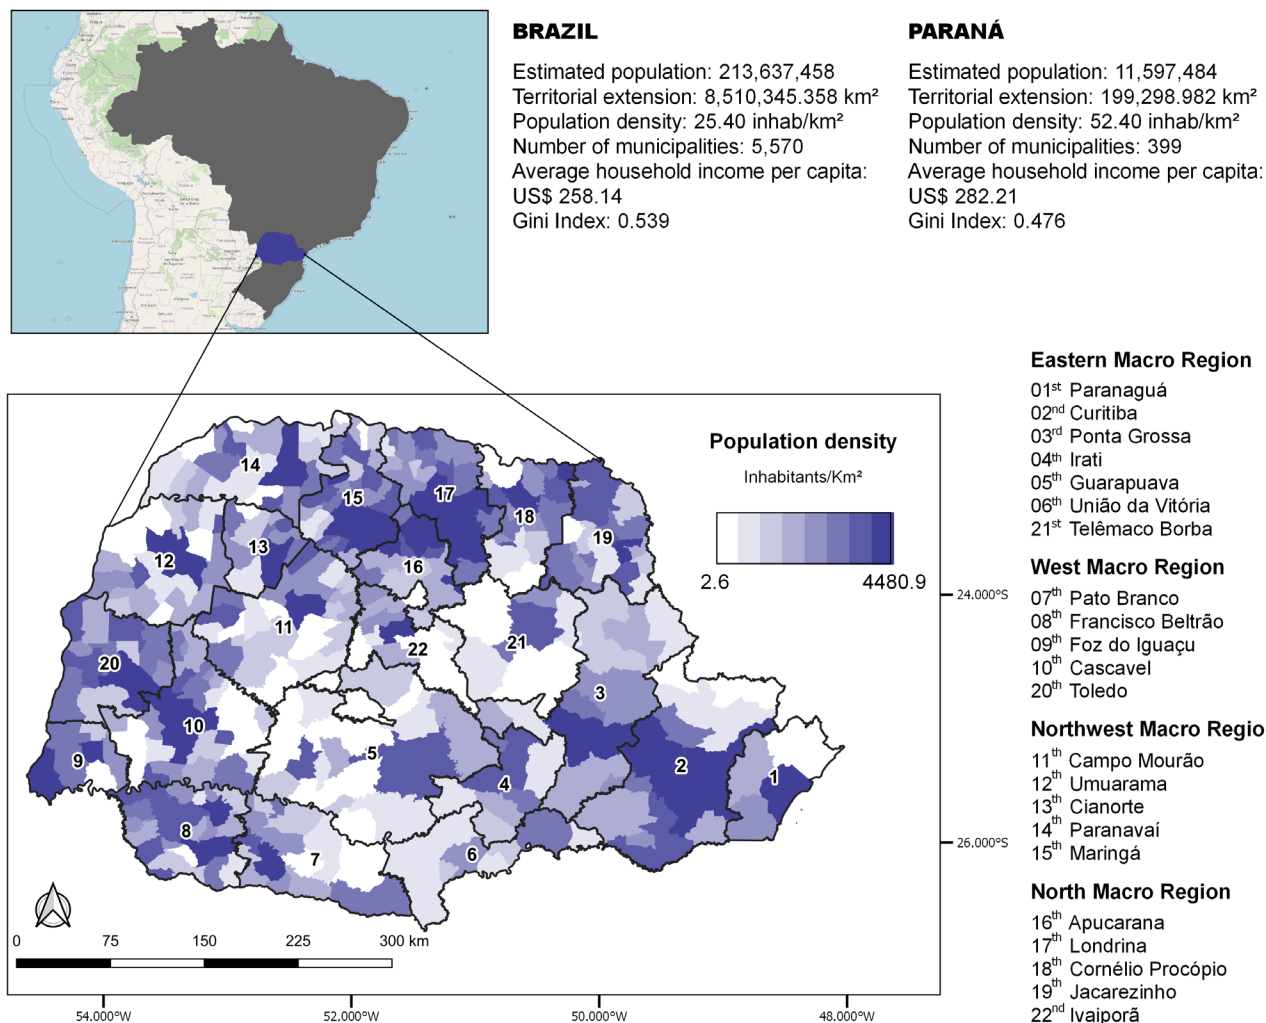 BRAZIL
Estimated population: 213,637,458
Territorial extension: 8,510,345.358 km²
Population density: 25.40 inhab/km²
Number of municipalities: 5,570
Average household income per capita:
US$ 258.14
Gini Index: 0.539
PARANÁ
Estimated population: 11,597,484
Territorial extension: 199,298.982 km²
Population density: 52.40 inhab/km²
Number of municipalities: 399
Average household income per capita:
US$ 282.21
Gini Index: 0.476
Population density
Inhabitants/Km²
2.6 4480.9
14
15
17
18
19
12
13
16
11
22
21
20
3
10
9
5
4
2
1
8
7
6
24.000°S
26.000°S
0 75 150 225 300 km
54.000°W 52.000°W 50.000°W 48.000°W
Eastern Macro Region
01st Paranaguá
02nd Curitiba
03rd Ponta Grossa
04th Irati
05th Guarapuava
06th União da Vitória
21st Telêmaco Borba
West Macro Region
07th Pato Branco
08th Francisco Beltrão
09th Foz do Iguaçu
10th Cascavel
20th Toledo
Northwest Macro Regio
11th Campo Mourão
12th Umuarama
13th Cianorte
14th Paranavaí
15th Maringá
North Macro Region
16th Apucarana
17th Londrina
18th Cornélio Procópio
19th Jacarezinho
22nd Ivaiporã